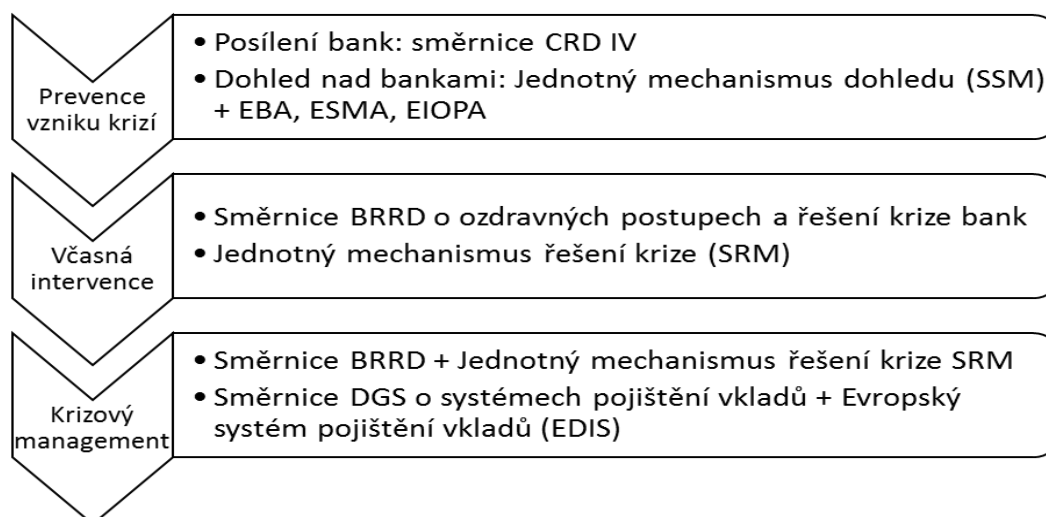 Prevence
vzniku krizí
• Posílení bank: směrnice CRD IV
• Dohled nad bankami: Jednotný mechanismus dohledu (SSM)
+ EBA, ESMA, EIOPA
Včasná
intervence
• Směrnice BRRD o ozdravných postupech a řešení krize bank
• Jednotný mechanismus řešení krize (SRM)
Krizový
management
• Směrnice BRRD + Jednotný mechanismus řešení krize SRM
• Směrnice DGS o systémech pojištění vkladů + Evropský
systém pojištění vkladů (EDIS)